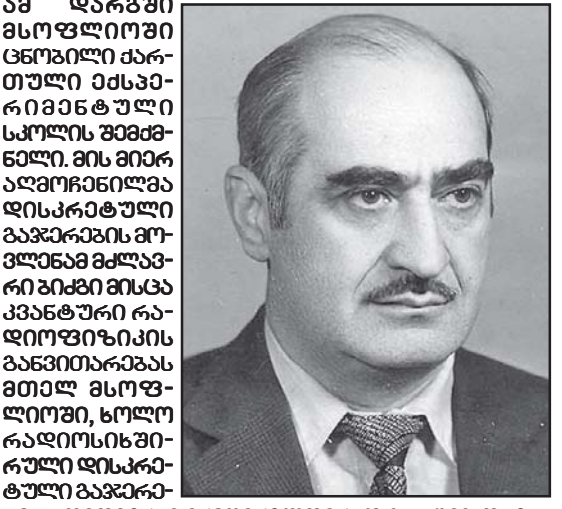 ამ დარგში
მსოფლიოში
ცნობილი ქარ-
თული ექსპე-
რიმენტული
სკოლის შემქმ-
ნელი. მის მიერ
აღმოჩენილმა
დისკრეტული
გაჯერების მო-
ვლენამ მძლავ-
რი ბიძგი მისცა
კვანტური რა-
დიოფიზიკის
განვითარებას
მთელ მსოფ-
ლიოში, ხოლო
რადიოსიხში-
რული დისკრე-
ტული გაჯერე-